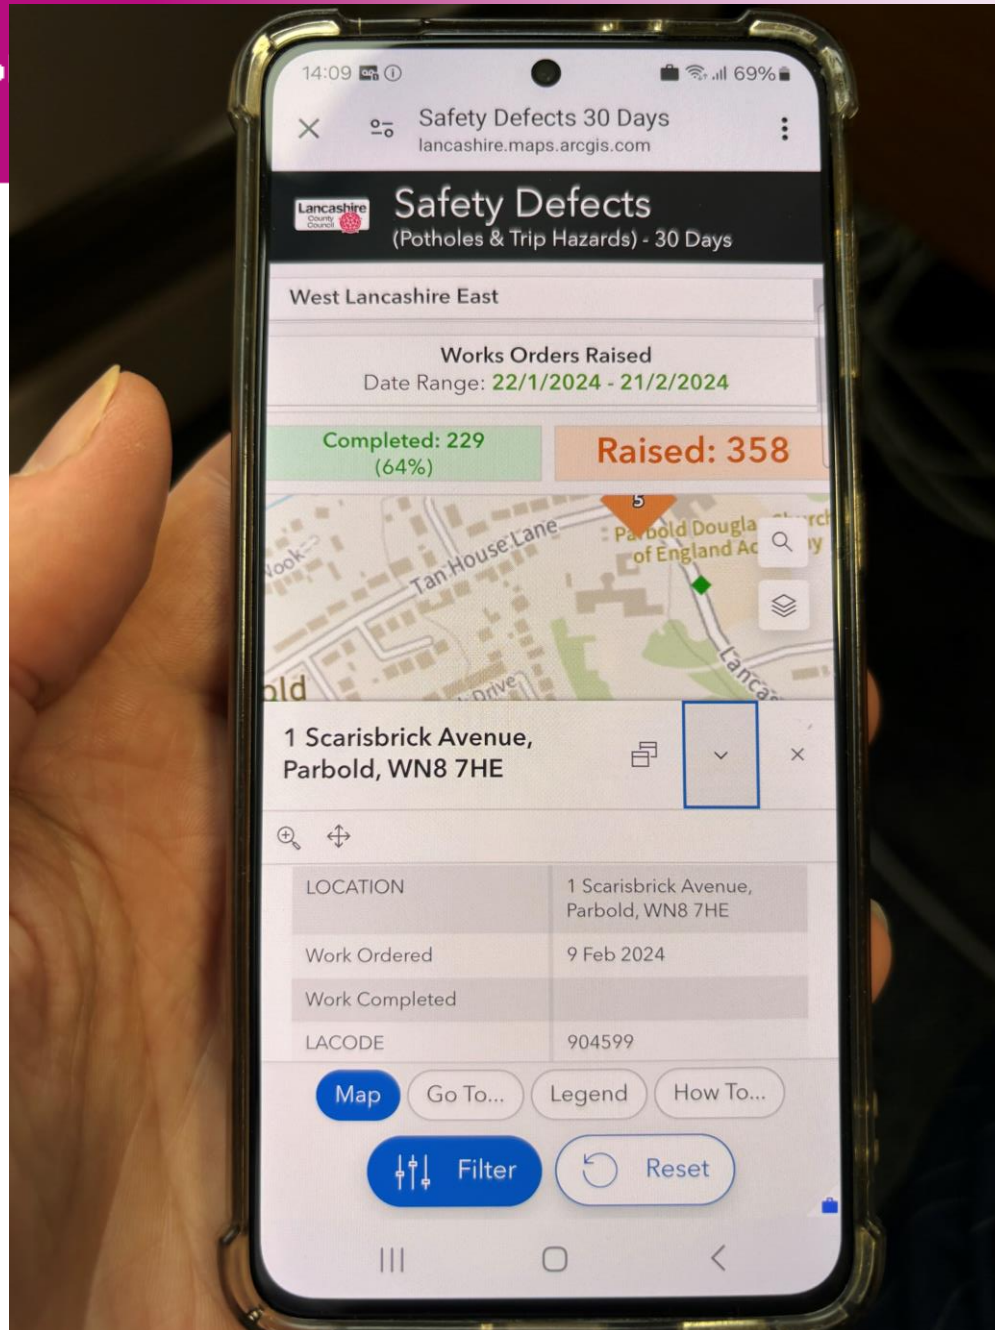 14:09
69%
Safety Defects 30 Days
lancashire.maps.arcgis.com
Lancashire
County
Council
Safety Defects
(Potholes & Trip Hazards) - 30 Days
West Lancashire East
Works Orders Raised
Date Range: 22/1/2024 - 21/2/2024
Completed: 229
(64%)
Raised: 358
5
Tan House Lane
Parbold Dougla
of England Ac
Drive
Lancas
old
1 Scarisbrick Avenue,
Parbold, WN8 7HE
LOCATION
1 Scarisbrick Avenue,
Parbold, WN8 7HE
Work Ordered
9 Feb 2024
Work Completed
LACODE
904599
Map
Go To...
Legend
How To...
Filter
Reset